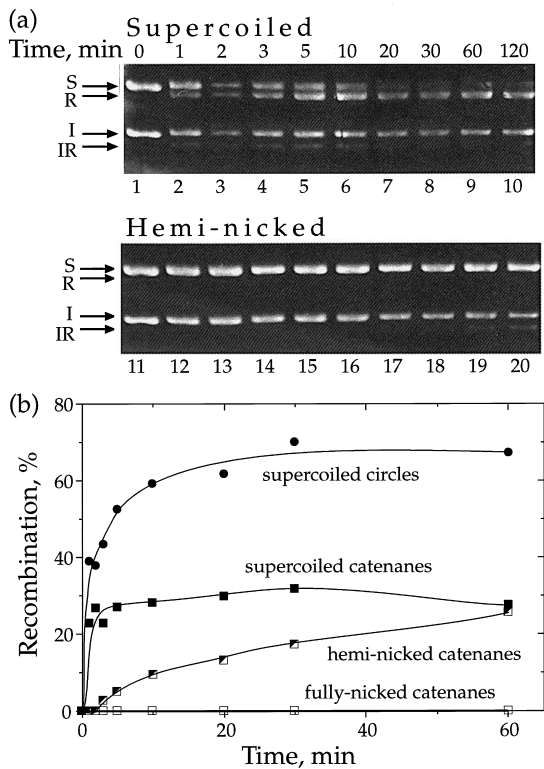 (a) Supercoiled
Time, min 0 1 2 3 5 10 20 30 60 120
S
R
I
IR
1 2 3 4 5 6 7 8 9 10
Hemi-nicked
S
R
I
IR
11 12 13 14 15 16 17 18 19 20
(b)
80
60
40
20
0
Recombination, %
supercoiled circles
supercoiled catenanes
hemi-nicked catenanes
fully-nicked catenanes
0 20 40 60
Time, min